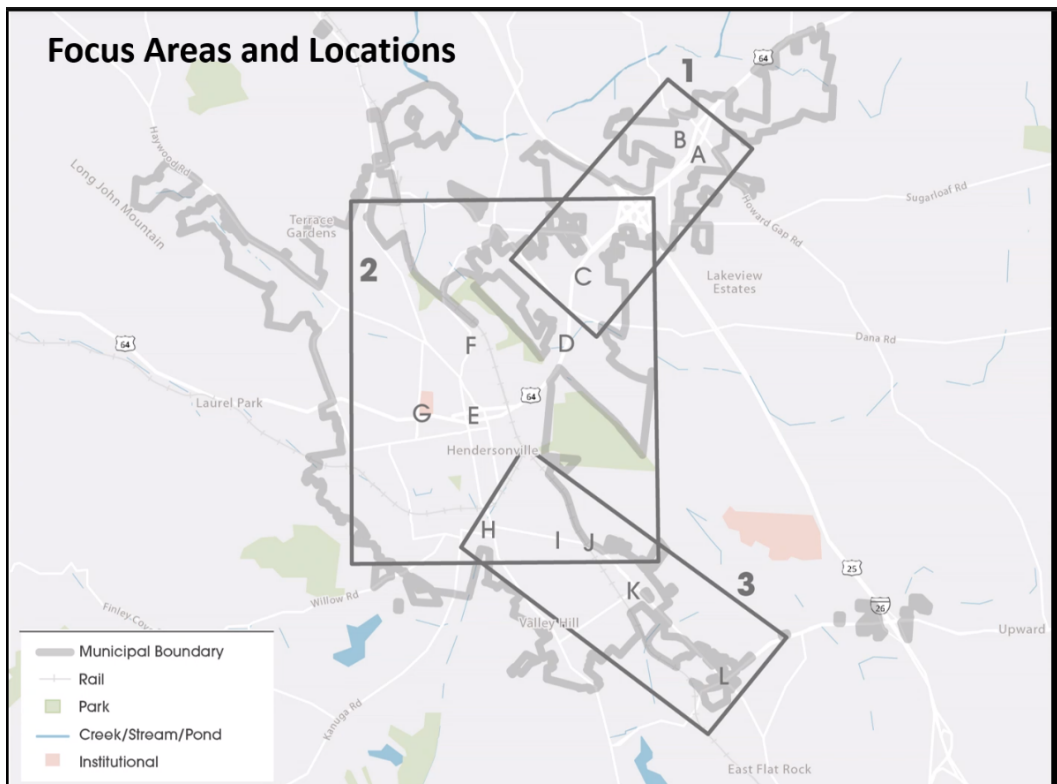 Focus Areas and Locations
64
1
B
A
Haywood Rd
Long John Mountain
Terrace
Gardens
Sugarloaf Rd
Howard Gap Rd
2
C
Lakeview
Estates
64
F
D
Dana Rd
Laurel Park
G
E
64
Hendersonville
H
I
J
3
25
K
26
Willow Rd
Valley Hill
Upward
Finley Cov
L
Kanuga Rd
East Flat Rock
Municipal Boundary
Rail
Park
Creek/Stream/Pond
Institutional